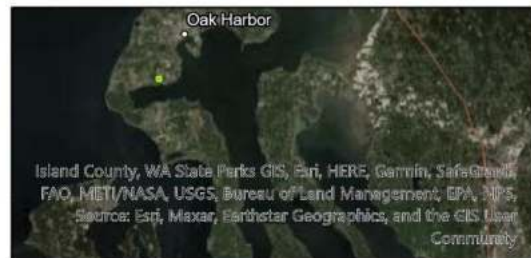 Oak Harbor
Island County, WA State Parks GIS, Esri, HERE, Garmin, SafeGraph,
FAO, METI/NASA, USGS, Bureau of Land Management, EPA, NPS,
Source: Esri, Maxar, Earthstar Geographics, and the GIS User
Community